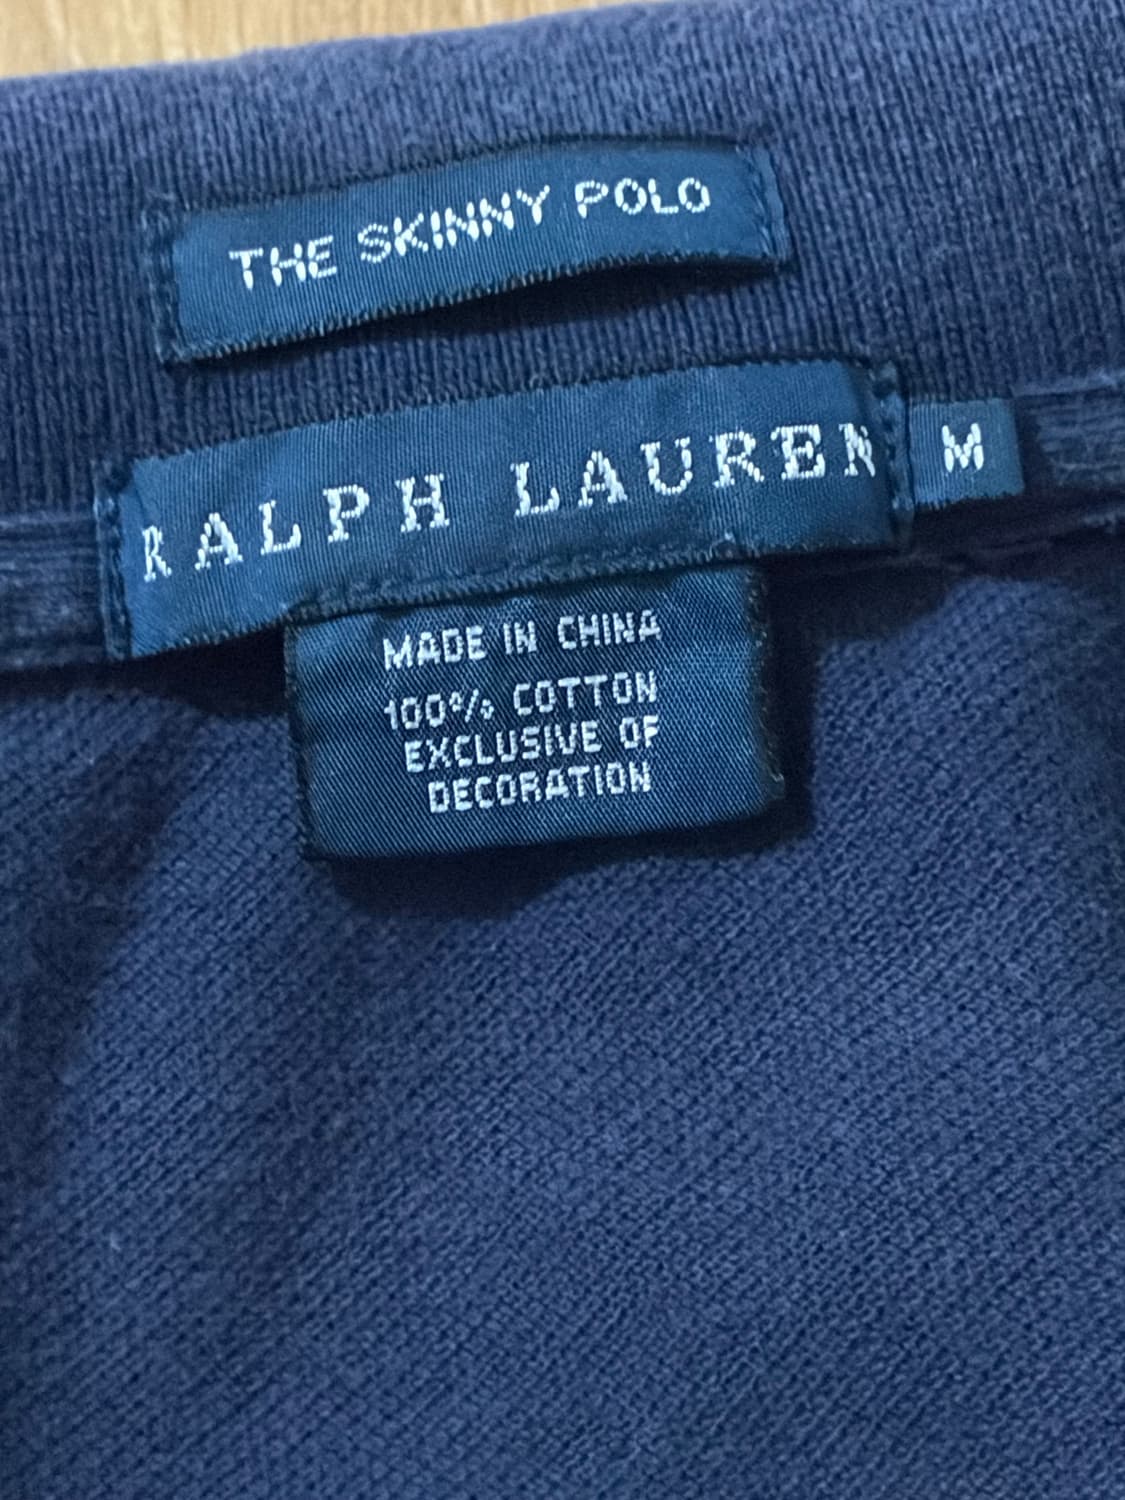 THE SKINNY POLO
RALPH LAUREN M
MADE IN CHINA
100% COTTON
EXCLUSIVE OF
DECORATION